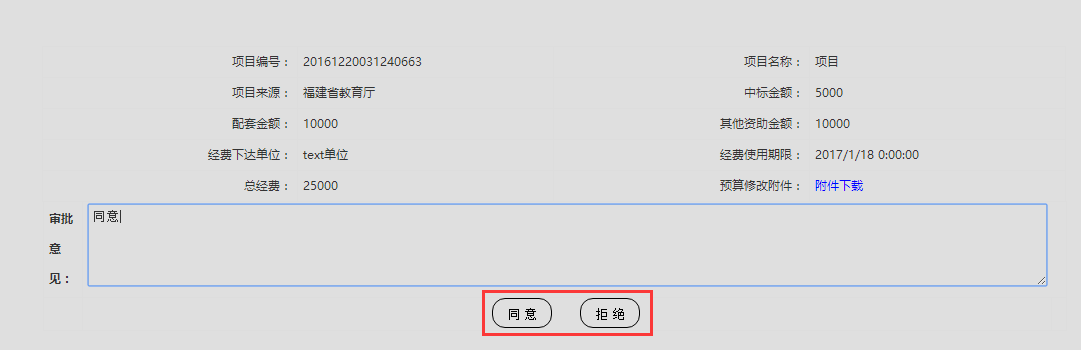 项目编号： 20161220031240663 项目名称： 项目
项目来源： 福建省教育厅 中标金额： 5000
配套金额： 10000 其他资助金额： 10000
经费下达单位： text单位 经费使用期限： 2017/1/18 0:00:00
总经费： 25000 预算修改附件： 附件下载
审批
意
见：
同意
同 意 拒 绝